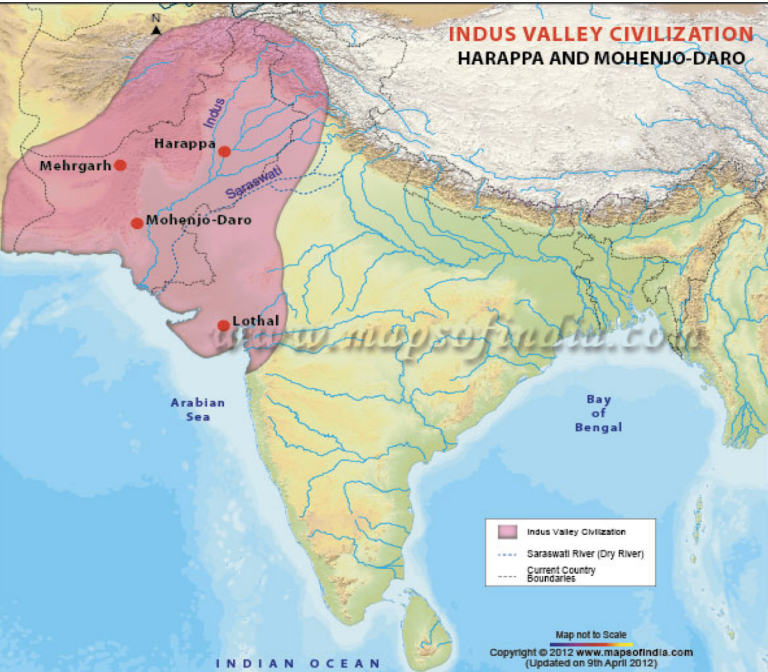 INDUS VALLEY CIVILIZATION
HARAPPA AND MOHENJO-DARO
N
Indus
Harappa
Mehrgarh
Saraswati
Mohenjo-Daro
Lothal
www.mapsofindia.com
Arabian
Sea
Bay
of
Bengal
Indus Valley Civilization
Saraswati River (Dry River)
Current Country
Boundaries
Map not to Scale
Copyright © 2012 www.mapsofindia.com
(Updated on 9th April 2012)
INDIAN OCEAN